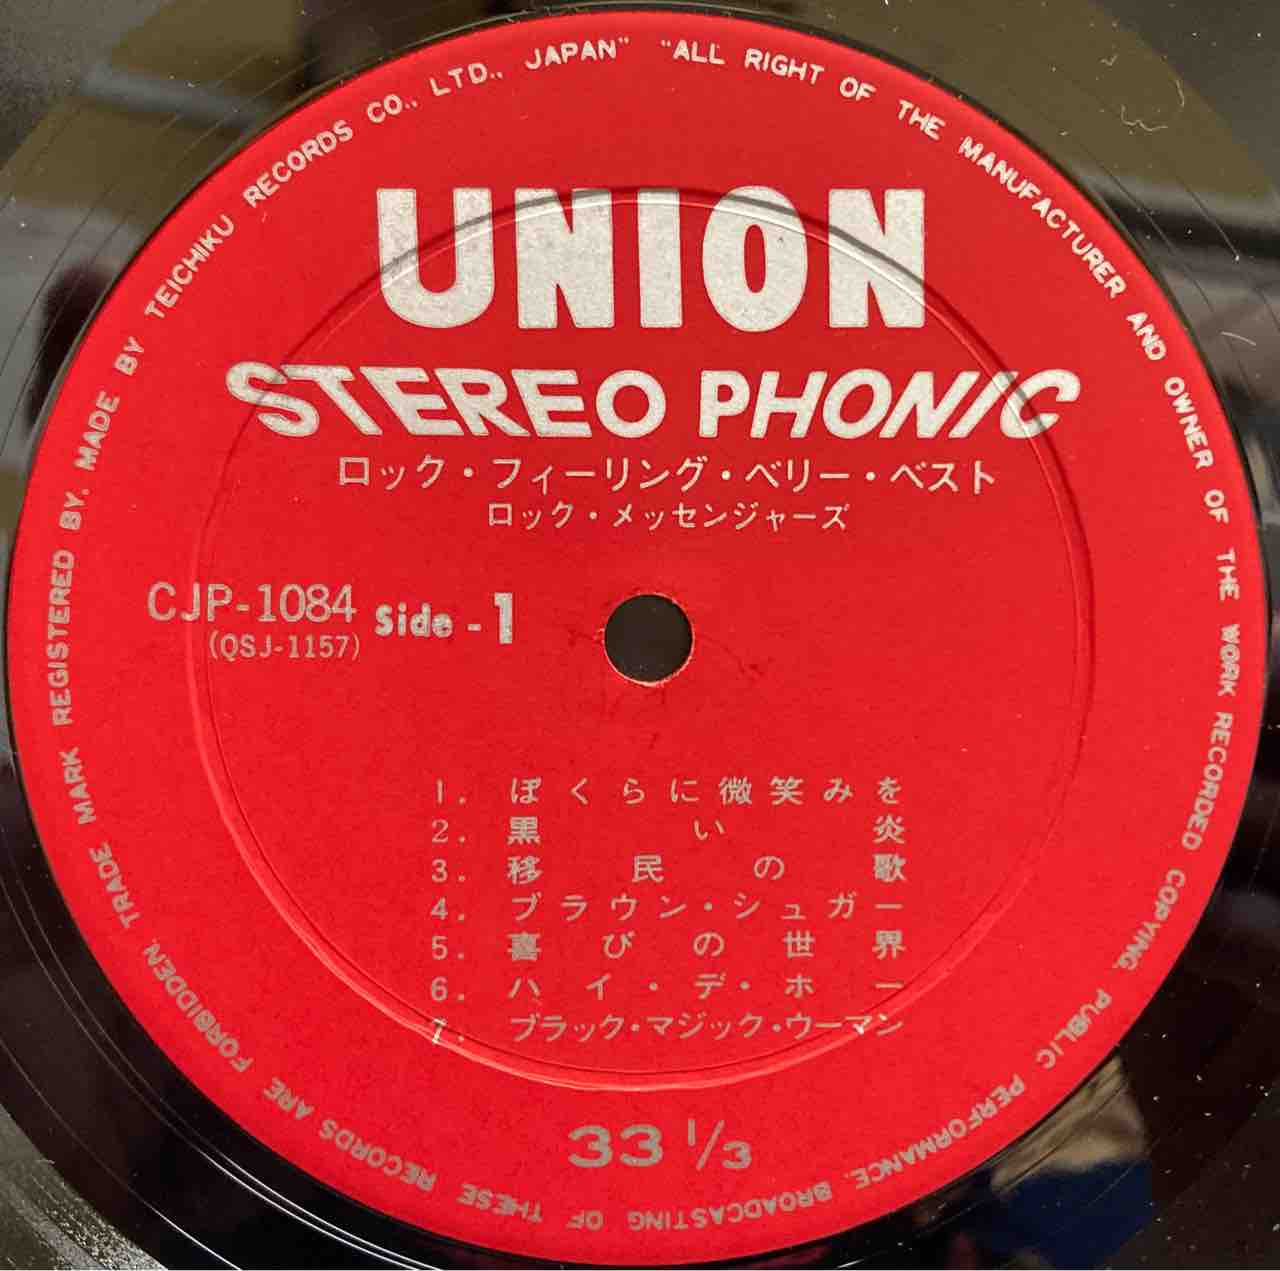 TRADE MARK REGISTERED BY. MADE BY TEICHIKU RECORDS CO., LTD., JAPAN" "ALL RIGHT OF THE MANUFACTURER AND OWNER OF THE WORK RECORDED COPYING. PUBLIC PERFORMANCE. BROADCASTING OF THESE RECORDS ARE FORBIDDEN
UNION
STEREO PHONIC
ロック・フィーリング・ベリー・ベスト
ロック・メッセンジャーズ
CJP-1084 Side - 1
(QSJ-1157)
1. ぼくらに微笑みを
2. 黒い炎
3. 移民の歌
4. ブラウン・シュガー
5. 喜びの世界
6. ハイ・デ・ホー
7. ブラック・マジック・ウーマン
33 1/3